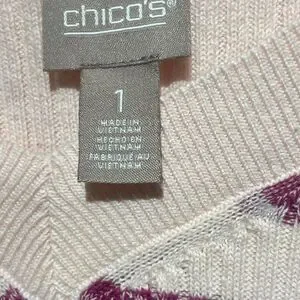 chico's®
1
MADE IN
VIETNAM
HECHO EN
VIETNAM
FABRIQUÉ AU
VIETNAM